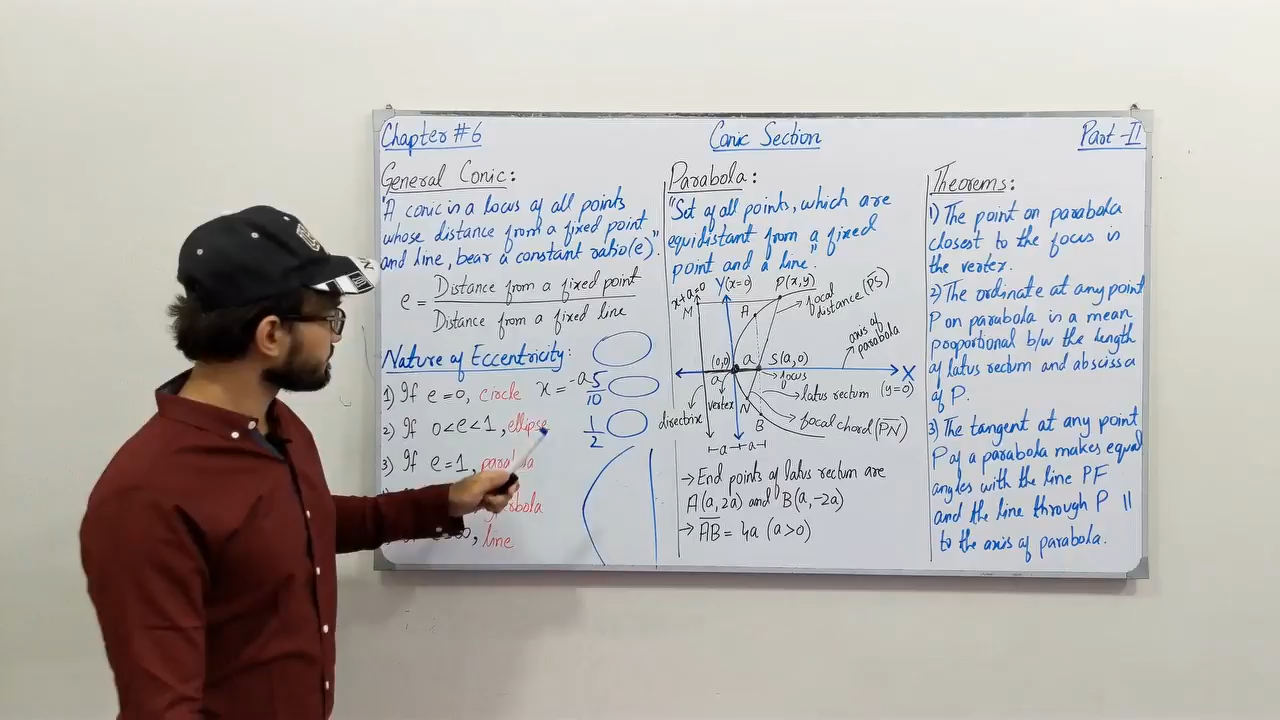 Chapter #6
Conic Section
Part-II
General Conic:
"A conic is a locus of all points
whose distance from a fixed point
and line, bear a constant ratio(e)".
e = Distance from a fixed point
Distance from a fixed line
Nature of Eccentricity:
1) If e=0, circle
2) If 0<e<1, ellipse
3) If e=1, parabola
line
x = -a
5/10
1/2
Parabola:
"Set of all points, which are
equidistant from a fixed
point and a line."
x+a=0
Y(x=0)
P(x,y)
M
A
focal
distance (PS)
axis of
parabola
(0,0)
a
S(a,0)
X
a
focus
(y=0)
directrix
vertex
N
latus rectum
B
focal chord (PN)
a
a
→End points of latus rectum are
A(a,2a) and B(a,-2a)
→ AB = 4a (a>0)
Theorems:
1) The point on parabola
closest to the focus is
the vertex.
2) The ordinate at any point
P on parabola is a mean
poportional b/w the length
of latus rectum and abscissa
of P.
3) The tangent at any point
P of a parabola makes equal
angles with the line PF
and the line through P ||
to the axis of parabola.